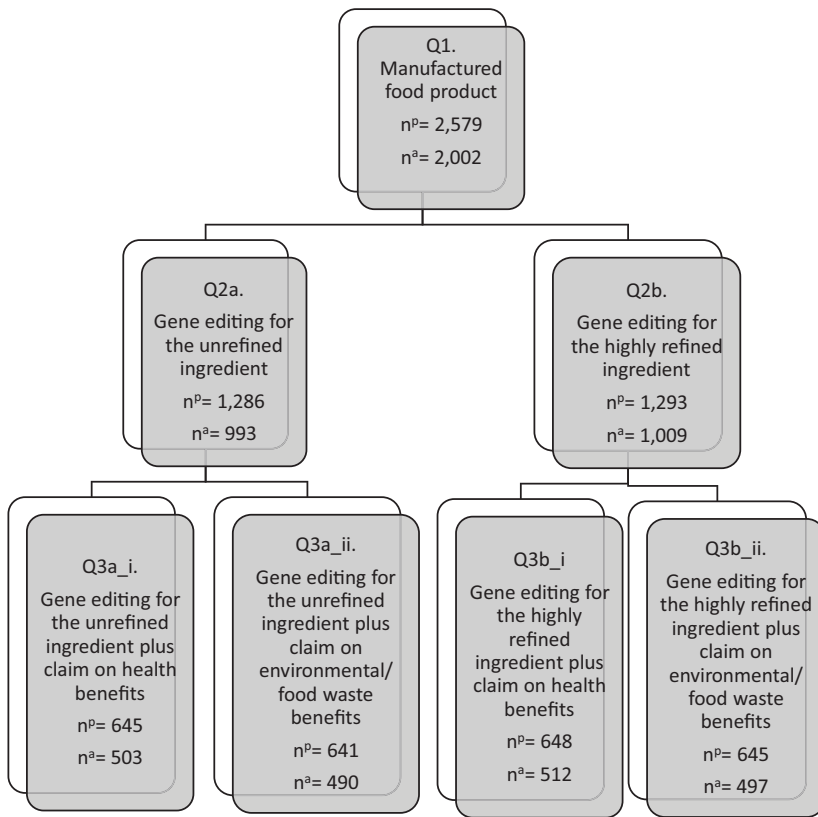 Q1.
Manufactured
food product
nᵖ= 2,579
nᵃ= 2,002
Q2a.
Gene editing for
the unrefined
ingredient
nᵖ= 1,286
nᵃ= 993
Q2b.
Gene editing for
the highly refined
ingredient
nᵖ= 1,293
nᵃ= 1,009
Q3a_i.
Gene editing for
the unrefined
ingredient plus
claim on health
benefits
nᵖ= 645
nᵃ= 503
Q3a_ii.
Gene editing for
the unrefined
ingredient plus
claim on
environmental/
food waste
benefits
nᵖ= 641
nᵃ= 490
Q3b_i
Gene editing for
the highly
refined
ingredient plus
claim on health
benefits
nᵖ= 648
nᵃ= 512
Q3b_ii.
Gene editing for
the highly refined
ingredient plus
claim on
environmental/
food waste
benefits
nᵖ= 645
nᵃ= 497